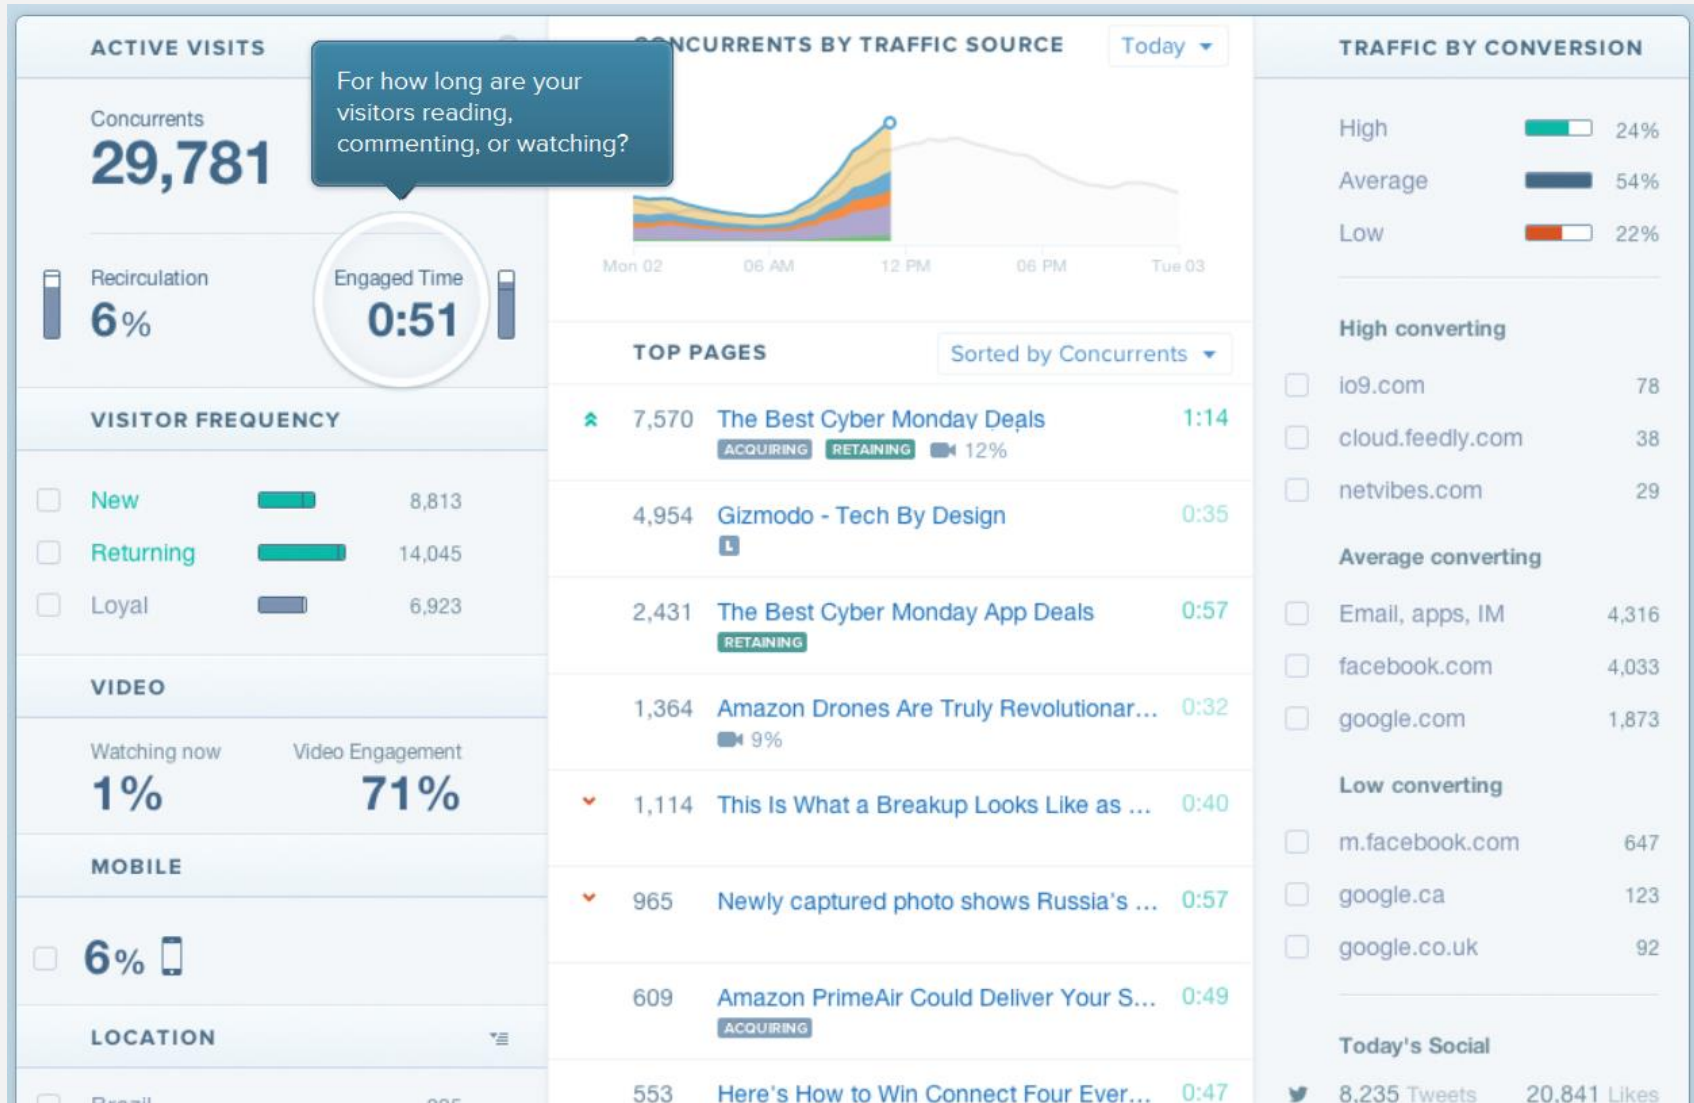 ACTIVE VISITS
For how long are your
visitors reading,
commenting, or watching?
Concurrents
29,781
Recirculation
6%
Engaged Time
0:51
VISITOR FREQUENCY
New 8,813
Returning 14,045
Loyal 6,923
VIDEO
Watching now
1%
Video Engagement
71%
MOBILE
6%
LOCATION
NCURRENTS BY TRAFFIC SOURCE
Today
Mon 02 06 AM 12 PM 06 PM Tue 03
TOP PAGES
Sorted by Concurrents
7,570 The Best Cyber Monday Deals 1:14
ACQUIRING RETAINING 12%
4,954 Gizmodo - Tech By Design 0:35
L
2,431 The Best Cyber Monday App Deals 0:57
RETAINING
1,364 Amazon Drones Are Truly Revolutionar... 0:32
9%
1,114 This Is What a Breakup Looks Like as ... 0:40
965 Newly captured photo shows Russia's ... 0:57
609 Amazon PrimeAir Could Deliver Your S... 0:49
ACQUIRING
553 Here's How to Win Connect Four Ever... 0:47
TRAFFIC BY CONVERSION
High 24%
Average 54%
Low 22%
High converting
io9.com 78
cloud.feedly.com 38
netvibes.com 29
Average converting
Email, apps, IM 4,316
facebook.com 4,033
google.com 1,873
Low converting
m.facebook.com 647
google.ca 123
google.co.uk 92
Today's Social
8,235 Tweets 20,841 Likes